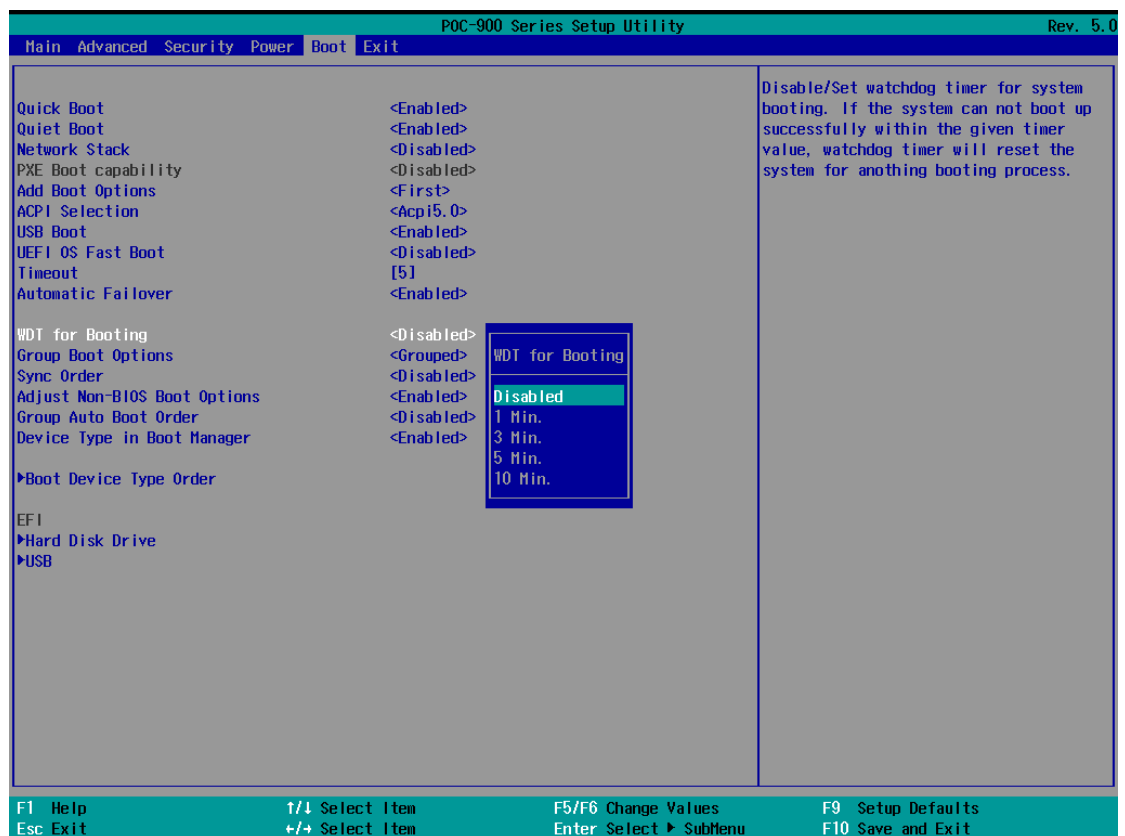 POC-900 Series Setup Utility Rev. 5.0
Main Advanced Security Power Boot Exit
Quick Boot <Enabled>
Quiet Boot <Enabled>
Network Stack <Disabled>
PXE Boot capability <Disabled>
Add Boot Options <First>
ACPI Selection <Acpi5.0>
USB Boot <Enabled>
UEFI OS Fast Boot <Disabled>
Timeout [5]
Automatic Failover <Enabled>
WDT for Booting <Disabled>
Group Boot Options <Grouped>
Sync Order <Disabled>
Adjust Non-BIOS Boot Options <Enabled>
Group Auto Boot Order <Disabled>
Device Type in Boot Manager <Enabled>
▶Boot Device Type Order
EFI
▶Hard Disk Drive
▶USB
WDT for Booting
Disabled
1 Min.
3 Min.
5 Min.
10 Min.
Disable/Set watchdog timer for system
booting. If the system can not boot up
successfully within the given timer
value, watchdog timer will reset the
system for anothing booting process.
F1 Help ↑/↓ Select Item F5/F6 Change Values F9 Setup Defaults
Esc Exit ←/→ Select Item Enter Select ▶ SubMenu F10 Save and Exit